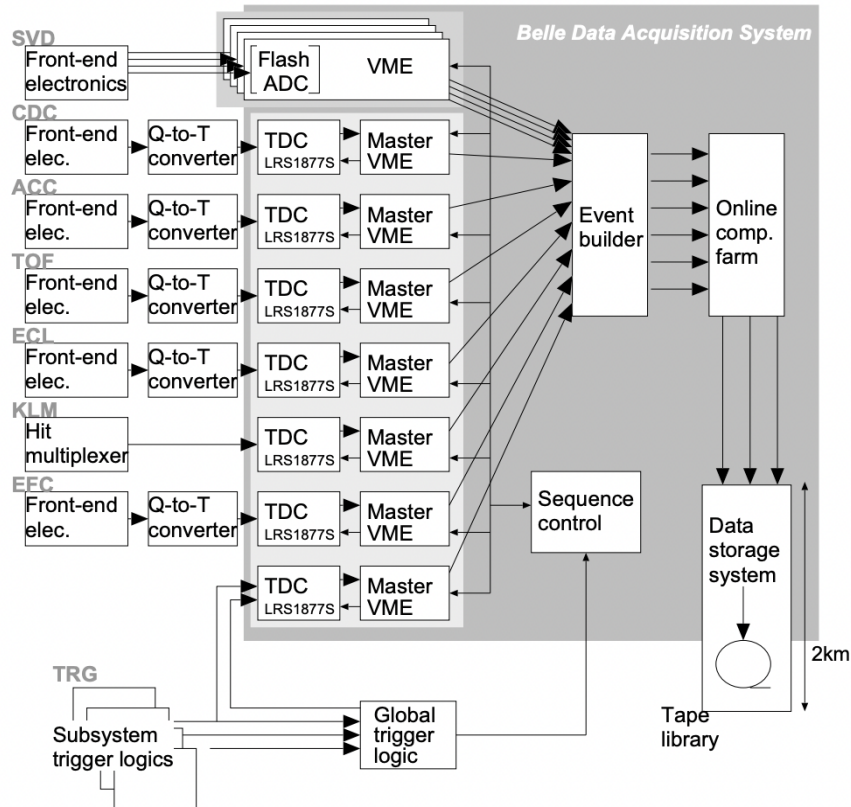 Belle Data Acquisition System
SVD
Front-end
electronics
Flash
ADC
VME
CDC
Front-end
elec.
Q-to-T
converter
TDC
LRS1877S
Master
VME
ACC
Front-end
elec.
Q-to-T
converter
TDC
LRS1877S
Master
VME
Event
builder
Online
comp.
farm
TOF
Front-end
elec.
Q-to-T
converter
TDC
LRS1877S
Master
VME
ECL
Front-end
elec.
Q-to-T
converter
TDC
LRS1877S
Master
VME
KLM
Hit
multiplexer
TDC
LRS1877S
Master
VME
EFC
Front-end
elec.
Q-to-T
converter
TDC
LRS1877S
Master
VME
Sequence
control
Data
storage
system
TDC
LRS1877S
Master
VME
2km
TRG
Subsystem
trigger logics
Global
trigger
logic
Tape
library